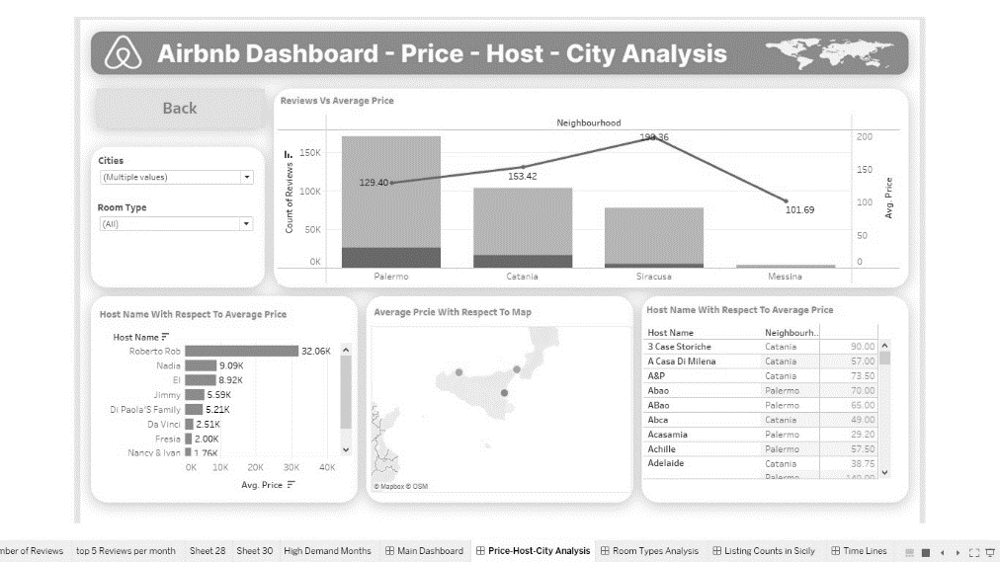 Airbnb Dashboard - Price - Host - City Analysis
Back
Cities
(Multiple values)
Room Type
(All)
Reviews Vs Average Price
Neighbourhood
Count of Reviews
150K
100K
50K
0K
129.40
153.42
198.36
101.69
200
150
100
50
0
Avg. Price
Palermo Catania Siracusa Messina
Host Name With Respect To Average Price
Host Name
Roberto Rob 32.06K
Nadia 9.09K
El 8.92K
Jimmy 5.59K
Di Paola'S Family 5.21K
Da Vinci 2.51K
Fresia 2.00K
Nancy & Ivan 1.76K
0K 10K 20K 30K 40K
Avg. Price
Average Prcie With Respect To Map
© Mapbox © OSM
Host Name With Respect To Average Price
Host Name Neighbourh..
3 Case Storiche Catania 90.00
A Casa Di Milena Catania 57.00
A&P Catania 73.50
Abao Palermo 70.00
ABao Palermo 65.00
Abca Catania 49.00
Acasamia Palermo 29.20
Achille Palermo 57.50
Adelaide Catania 38.75
Palermo 140.00
mber of Reviews top 5 Reviews per month Sheet 28 Sheet 30 High Demand Months Main Dashboard Price-Host-City Analysis Room Types Analysis Listing Counts in Sicily Time Lines